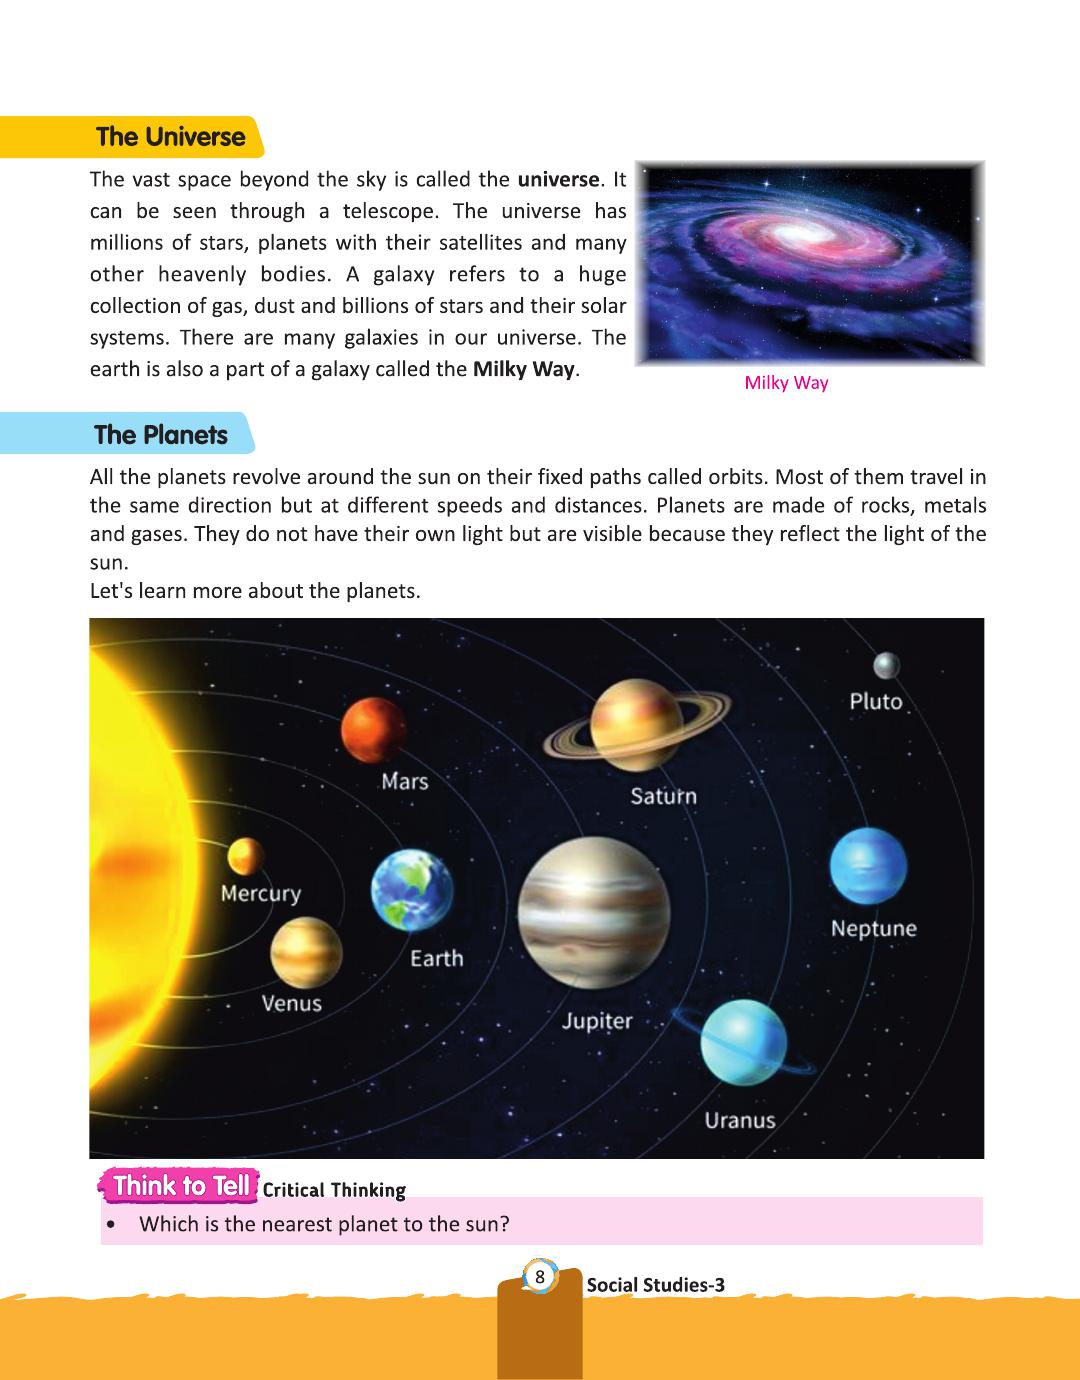 The Universe
The vast space beyond the sky is called the universe. It
can be seen through a telescope. The universe has
millions of stars, planets with their satellites and many
other heavenly bodies. A galaxy refers to a huge
collection of gas, dust and billions of stars and their solar
systems. There are many galaxies in our universe. The
earth is also a part of a galaxy called the Milky Way.
Milky Way
The Planets
All the planets revolve around the sun on their fixed paths called orbits. Most of them travel in
the same direction but at different speeds and distances. Planets are made of rocks, metals
and gases. They do not have their own light but are visible because they reflect the light of the
sun.
Let's learn more about the planets.
Pluto
Mars
Saturn
Mercury
Neptune
Earth
Venus
Jupiter
Uranus
Think to Tell Critical Thinking
• Which is the nearest planet to the sun?
8
Social Studies-3